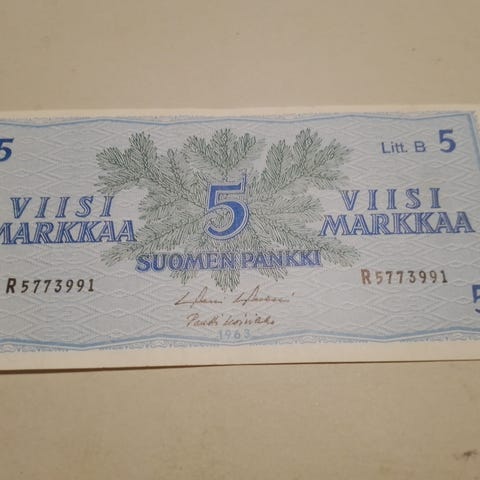 5
Litt. B 5
VIISI
MARKKAA
5
VIISI
MARKKAA
SUOMEN PANKKI
R5773991
R5773991
5
1963